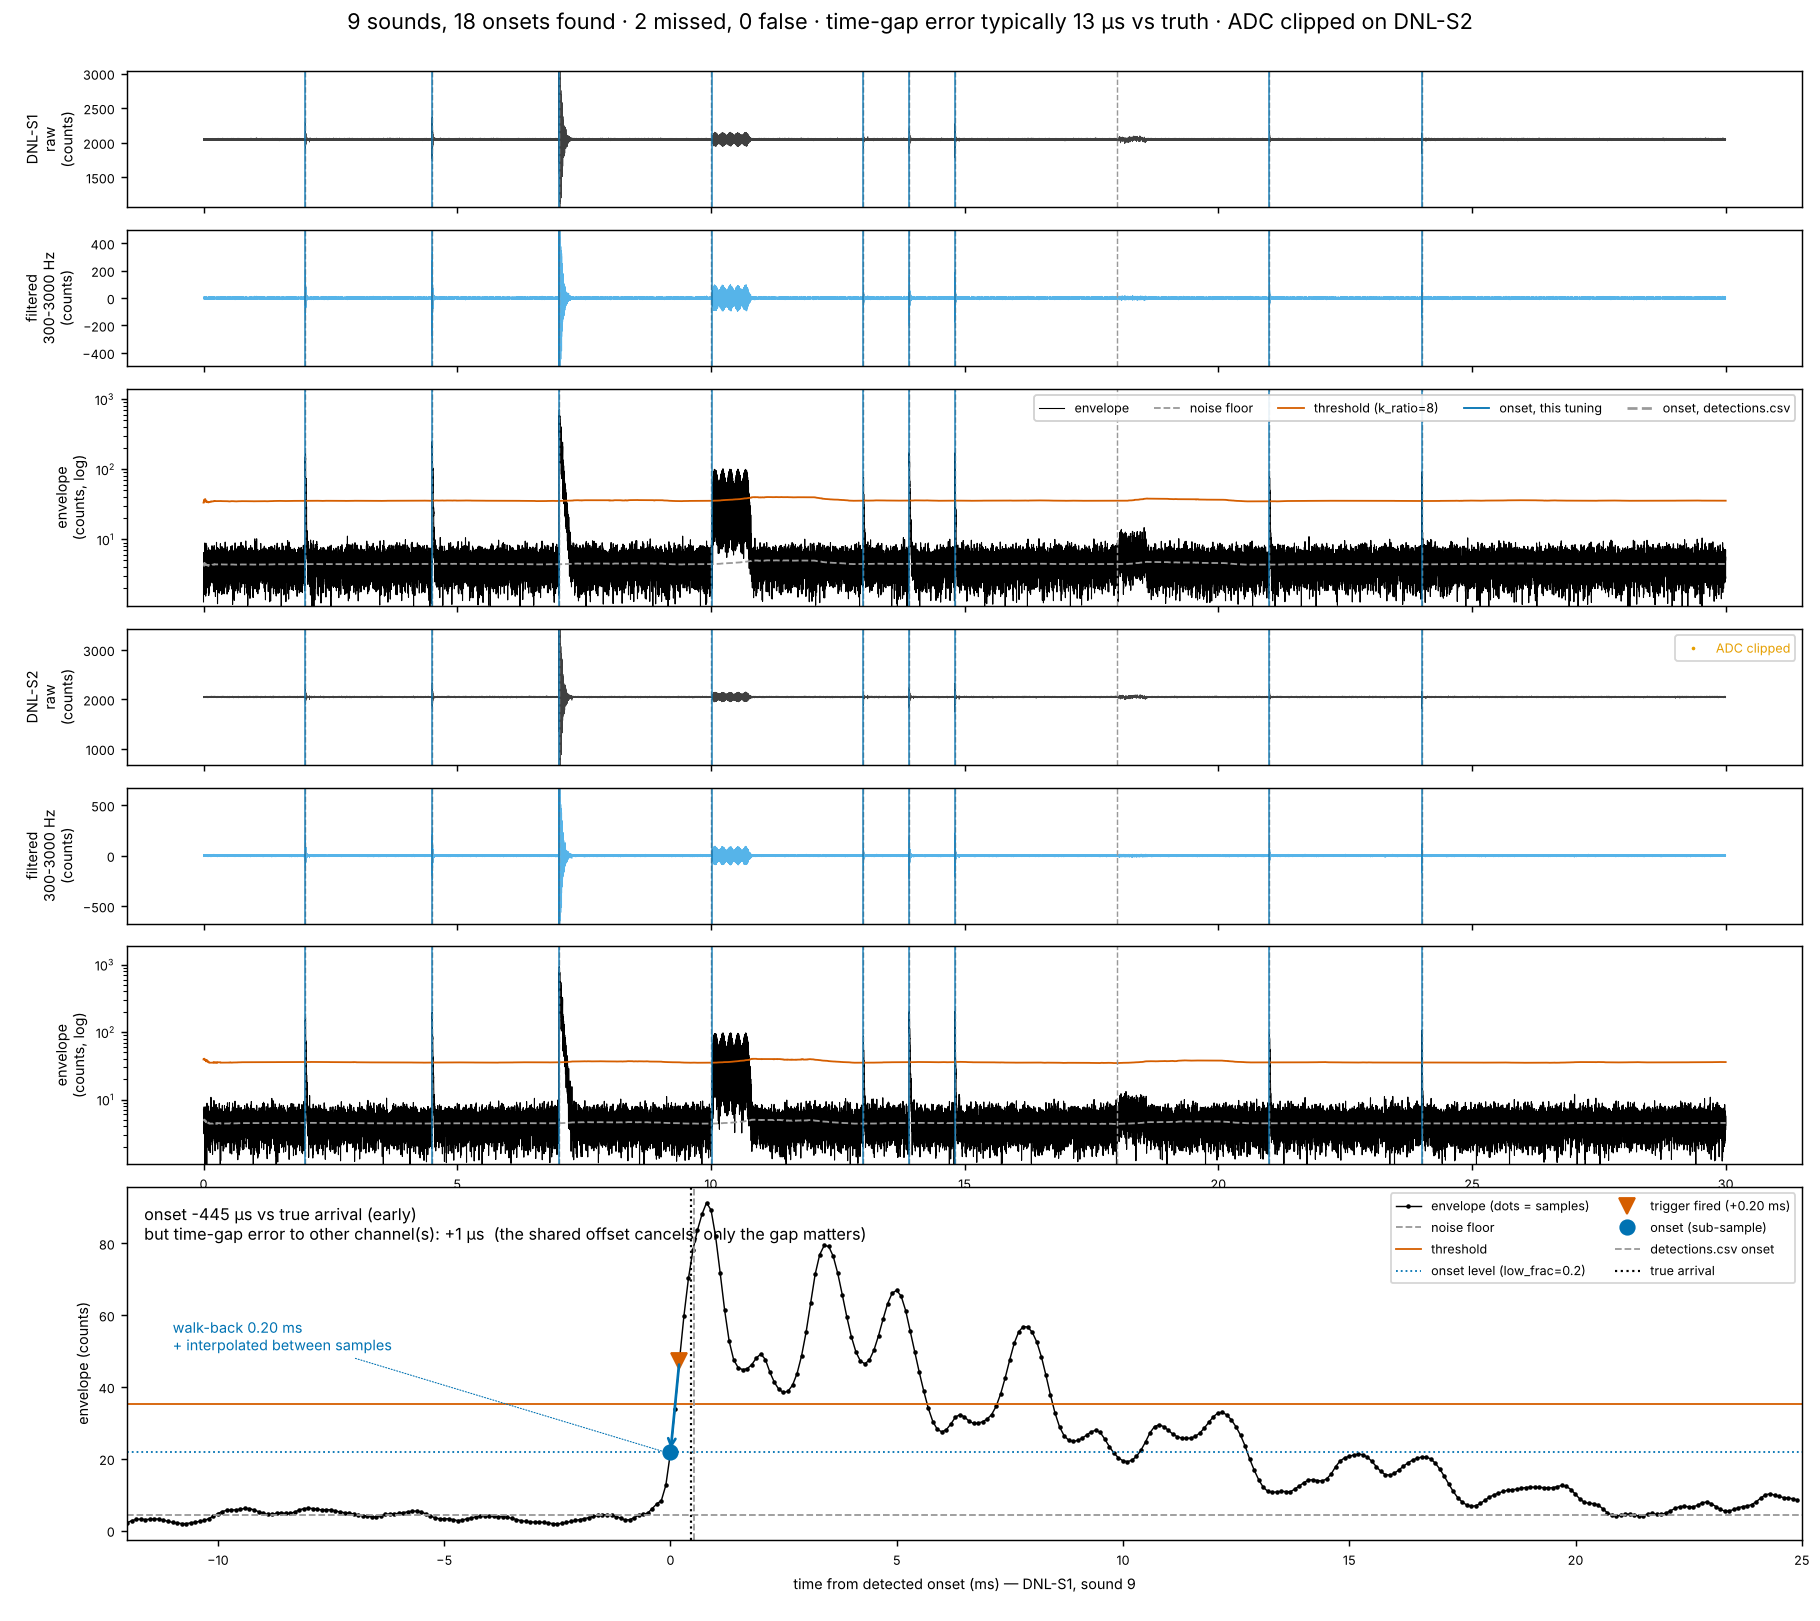 9 sounds, 18 onsets found · 2 missed, 0 false · time-gap error typically 13 µs vs truth · ADC clipped on DNL-S2
DNL-S1
raw
(counts)
3000
2500
2000
1500
filtered
300-3000 Hz
(counts)
400
200
0
−200
−400
envelope
(counts, log)
10³
10²
10¹
envelope
noise floor
threshold (k_ratio=8)
onset, this tuning
onset, detections.csv
DNL-S2
raw
(counts)
3000
2000
1000
ADC clipped
filtered
300-3000 Hz
(counts)
500
0
−500
envelope
(counts, log)
10³
10²
10¹
0
5
10
15
20
25
30
onset -445 µs vs true arrival (early)
but time-gap error to other channel(s): +1 µs (the shared offset cancels, only the gap matters)
envelope (dots = samples)
noise floor
threshold
onset level (low_frac=0.2)
trigger fired (+0.20 ms)
onset (sub-sample)
detections.csv onset
true arrival
walk-back 0.20 ms
+ interpolated between samples
envelope (counts)
80
60
40
20
0
−10
−5
0
5
10
15
20
25
time from detected onset (ms) — DNL-S1, sound 9